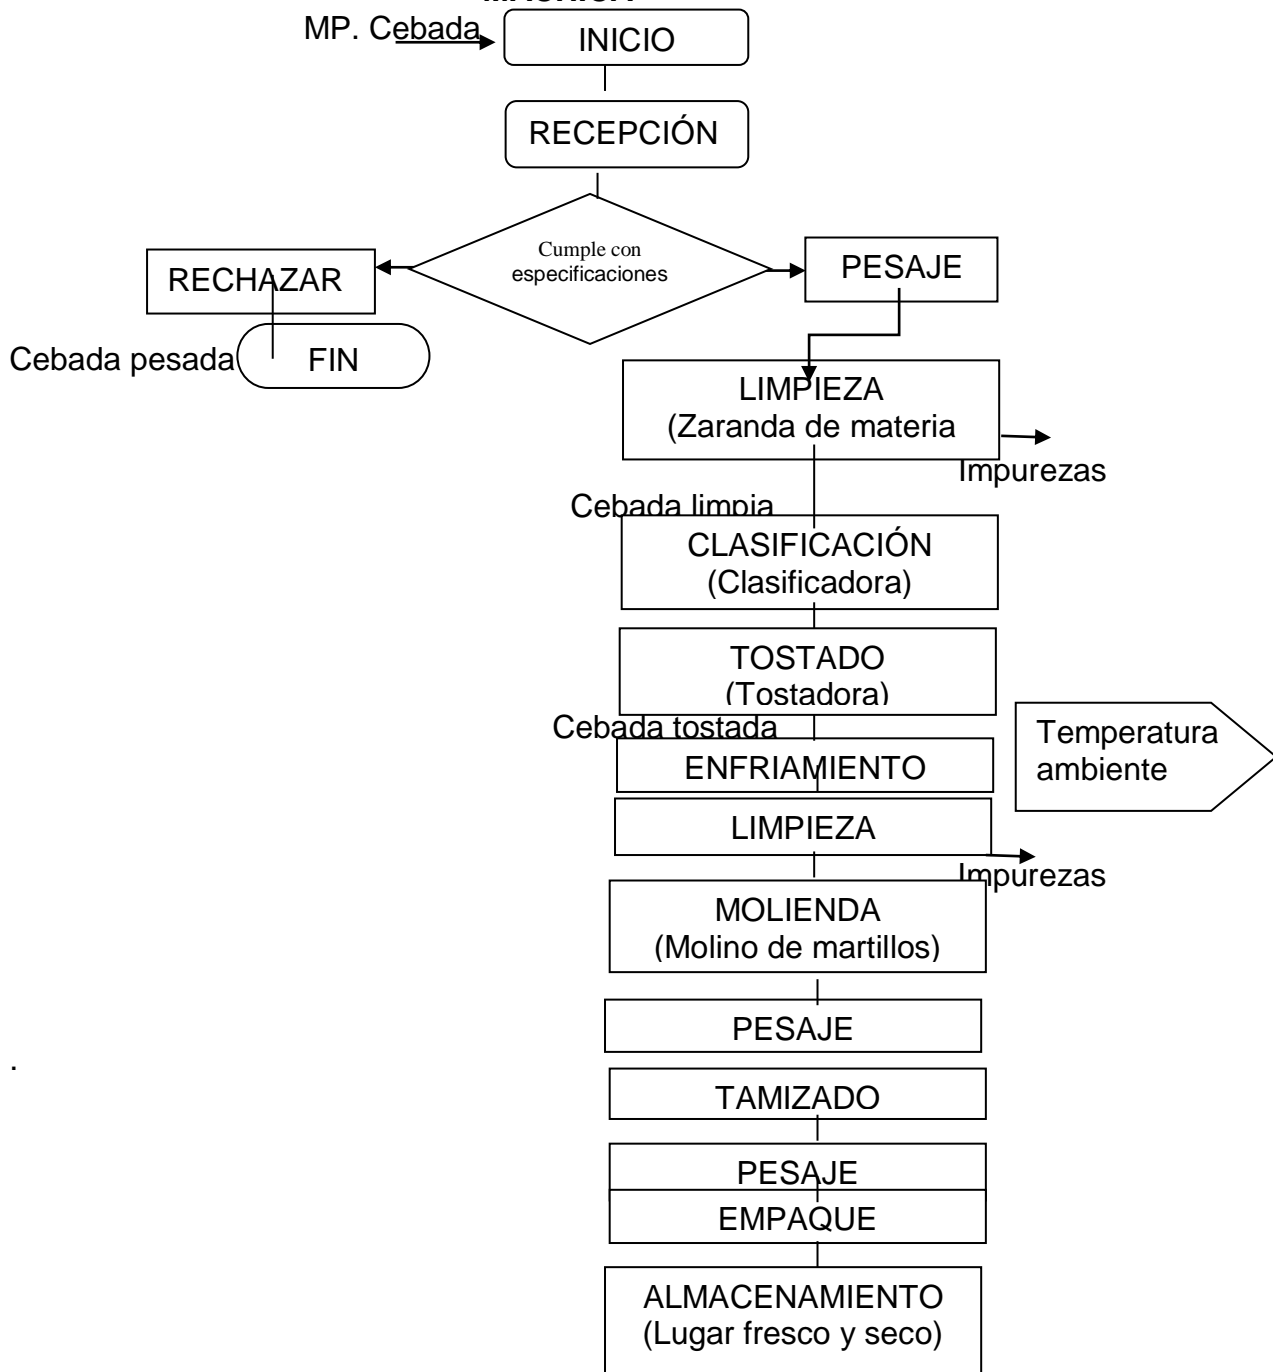 MP. Cebada
INICIO
RECEPCIÓN
Cumple con
especificaciones
RECHAZAR
PESAJE
Cebada pesada
FIN
LIMPIEZA
(Zaranda de materia
Impurezas
Cebada limpia
CLASIFICACIÓN
(Clasificadora)
TOSTADO
(Tostadora)
Cebada tostada
Temperatura
ambiente
ENFRIAMIENTO
LIMPIEZA
Impurezas
MOLIENDA
(Molino de martillos)
PESAJE
.
TAMIZADO
PESAJE
EMPAQUE
ALMACENAMIENTO
(Lugar fresco y seco)